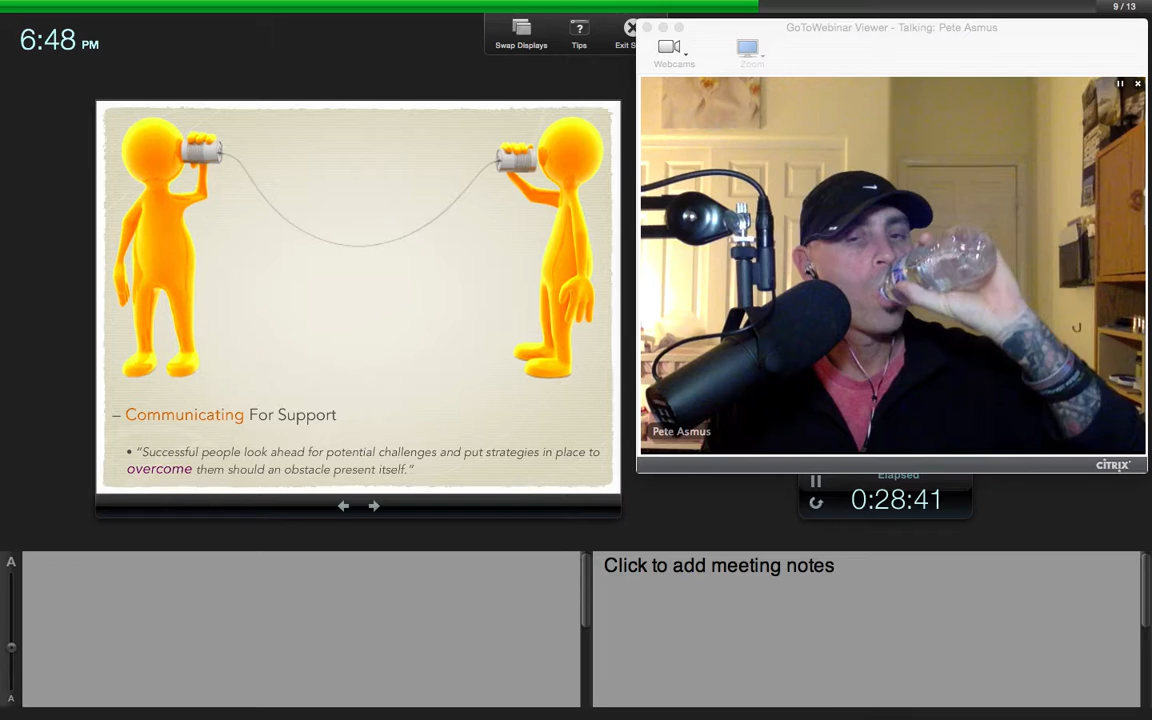 9 / 13
6:48 PM
Swap Displays
Tips
Exit S
GoToWebinar Viewer - Talking: Pete Asmus
Webcams
Zoom
Pete Asmus
CITRIX
– Communicating For Support
• “Successful people look ahead for potential challenges and put strategies in place to
overcome them should an obstacle present itself.”
Elapsed
0:28:41
A
Click to add meeting notes
A